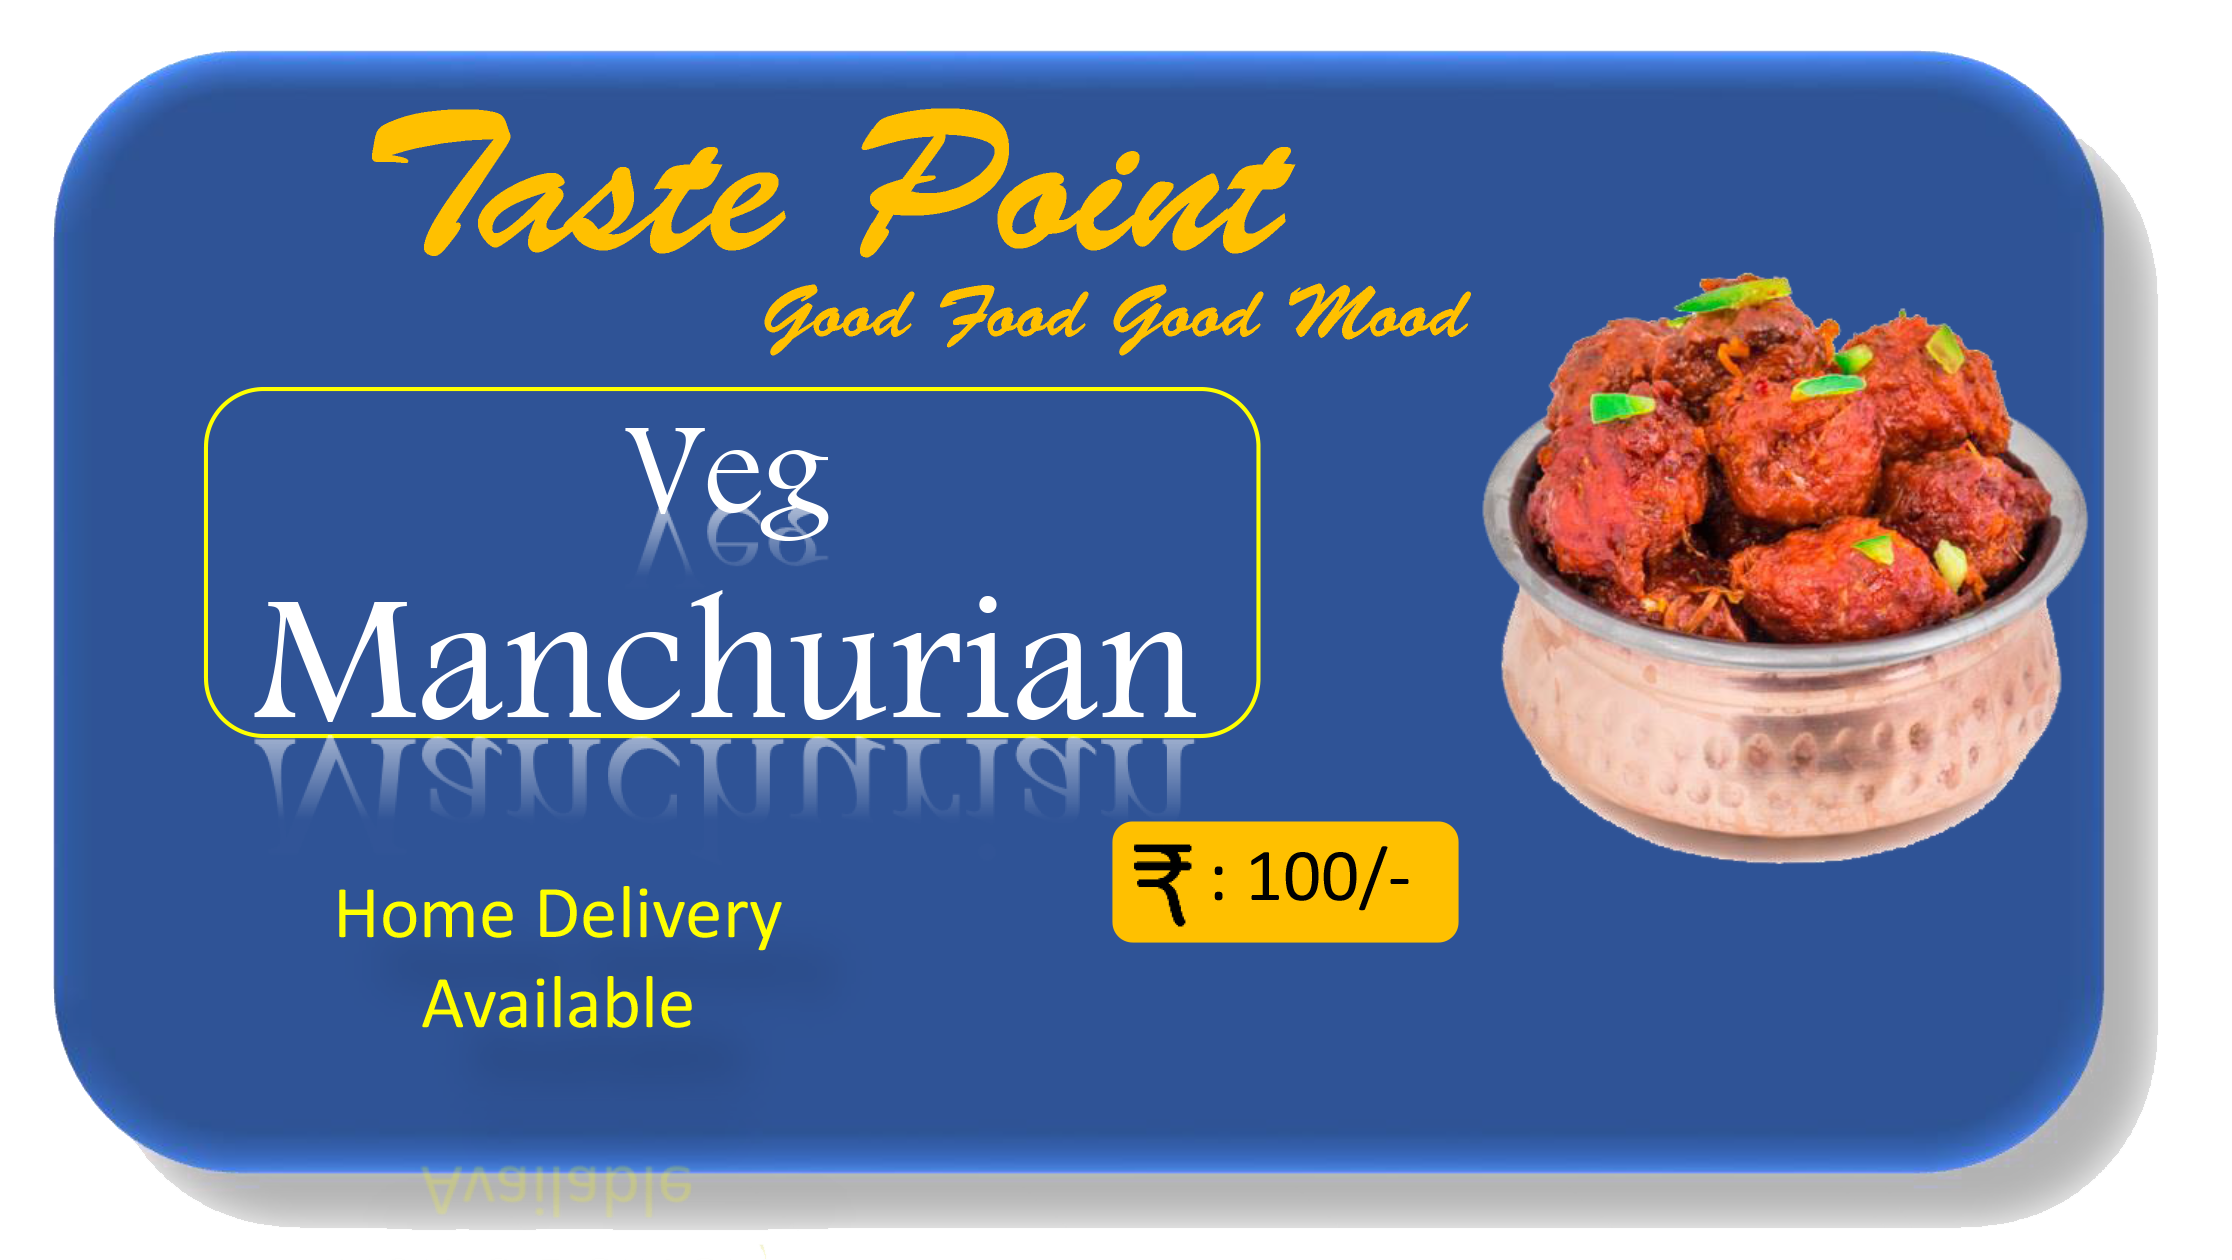 Taste Point
Good Food Good Mood
Veg
Manchurian
₹ : 100/-
Home Delivery
Available